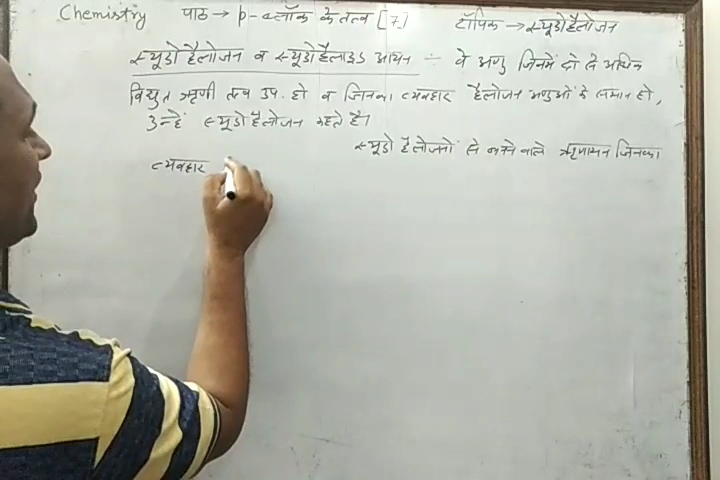 Chemistry पाठ → p-ब्लॉक के तत्व [7] टॉपिक → स्यूडोहैलोजन
स्यूडोहैलोजन व स्यूडोहैलाइड आयन ÷ वे अणु जिनमें दो से अधिक
विद्युत ऋणी तत्व उप. हो व जिनका व्यवहार हैलोजन अणुओं के समान हो,
उन्हें स्यूडोहैलोजन कहते हैं।
स्यूडोहैलोजनों से बनने वाले ऋणायन जिनका
व्यवहार